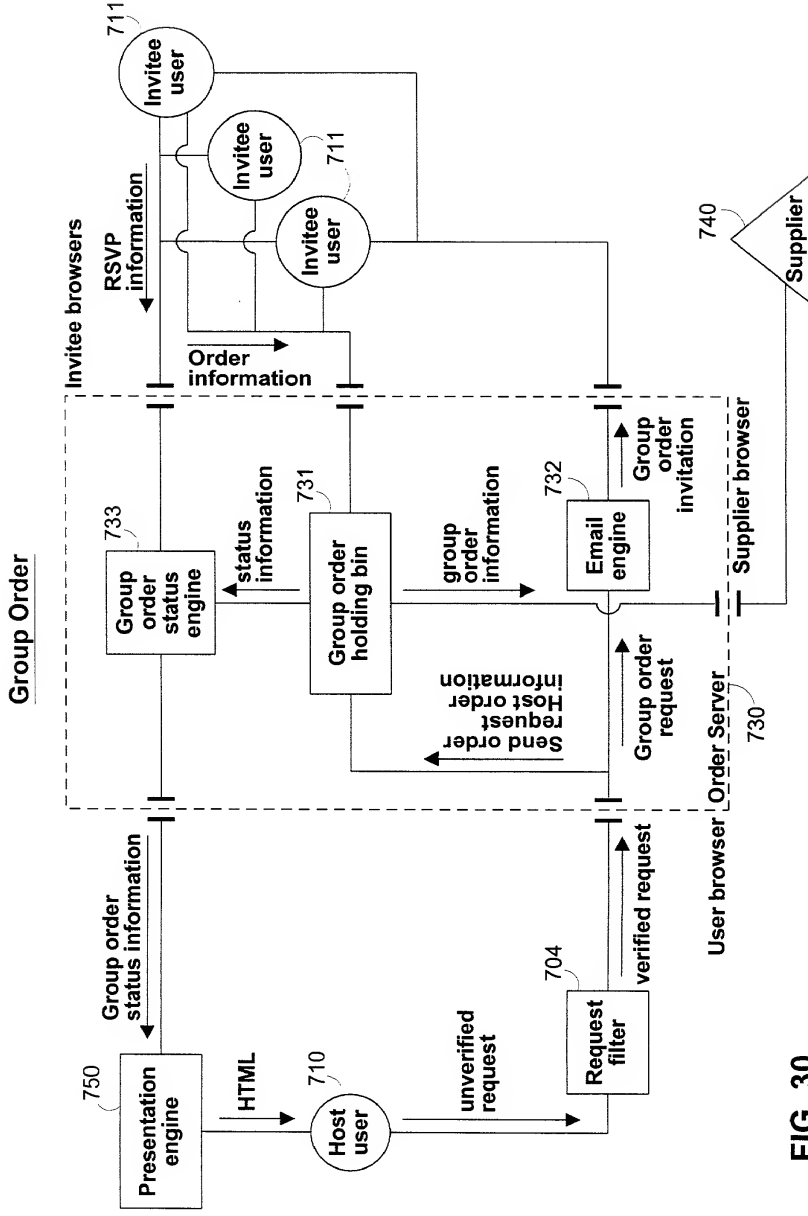 Group Order
711
Invitee
user
Invitee
user
711
Invitee
user
711
Invitee browsers
RSVP
information
Order
information
733
Group
order
status
engine
status
information
731
Group order
holding bin
group
order
information
732
Email
engine
Group
order
invitation
Supplier browser
740
Supplier
Send order
request
Host order
information
Group order
request
User browser
Order Server
730
Group order
status information
750
Presentation
engine
HTML
710
Host
user
unverified
request
704
Request
filter
verified request
FIG. 30